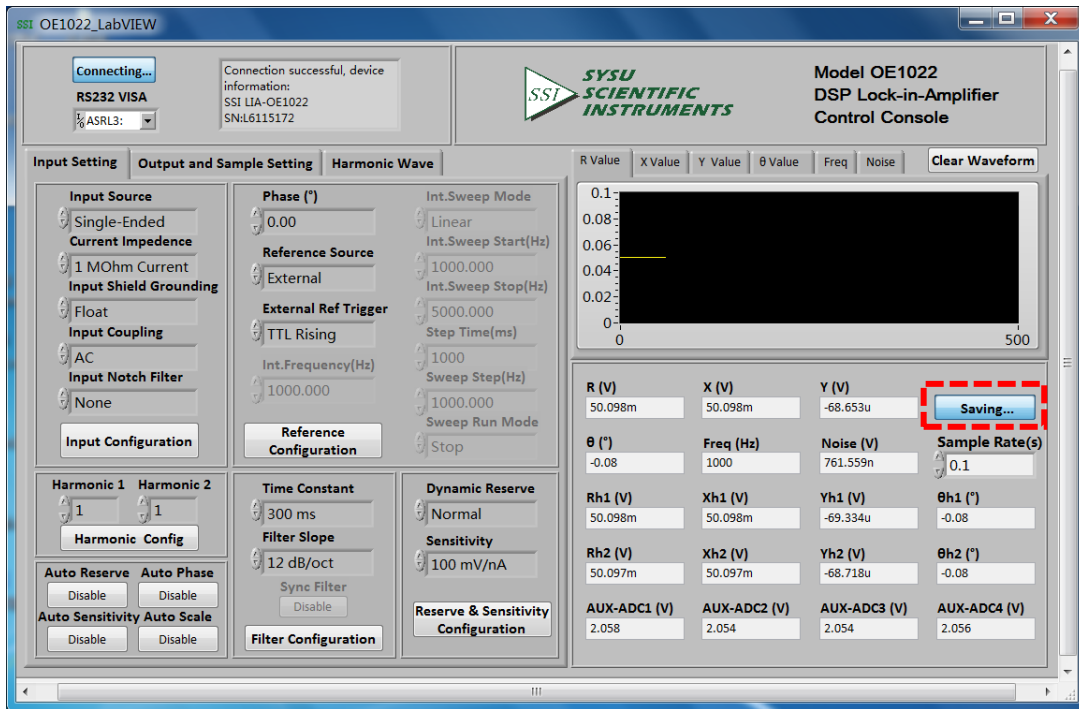 SSI OE1022_LabVIEW
Connecting...
RS232 VISA
ASRL3:
Connection successful, device
information:
SSI LIA-OE1022
SN:L6115172
SSI
SYSU
SCIENTIFIC
INSTRUMENTS
Model OE1022
DSP Lock-in-Amplifier
Control Console
Input Setting
Output and Sample Setting
Harmonic Wave
Input Source
Single-Ended
Current Impedence
1 MOhm Current
Input Shield Grounding
Float
Input Coupling
AC
Input Notch Filter
None
Input Configuration
Phase (°)
0.00
Reference Source
External
External Ref Trigger
TTL Rising
Int.Frequency(Hz)
1000.000
Reference
Configuration
Int.Sweep Mode
Linear
Int.Sweep Start(Hz)
1000.000
Int.Sweep Stop(Hz)
5000.000
Step Time(ms)
1000
Sweep Step(Hz)
1000.000
Sweep Run Mode
Stop
Harmonic 1 Harmonic 2
1 1
Harmonic Config
Auto Reserve Auto Phase
Disable Disable
Auto Sensitivity Auto Scale
Disable Disable
Time Constant
300 ms
Filter Slope
12 dB/oct
Sync Filter
Disable
Filter Configuration
Dynamic Reserve
Normal
Sensitivity
100 mV/nA
Reserve & Sensitivity
Configuration
R Value X Value Y Value θ Value Freq Noise Clear Waveform
0.1
0.08
0.06
0.04
0.02
0
0 500
R (V) X (V) Y (V)
50.098m 50.098m -68.653u Saving...
θ (°) Freq (Hz) Noise (V) Sample Rate(s)
-0.08 1000 761.559n 0.1
Rh1 (V) Xh1 (V) Yh1 (V) θh1 (°)
50.098m 50.098m -69.334u -0.08
Rh2 (V) Xh2 (V) Yh2 (V) θh2 (°)
50.097m 50.097m -68.718u -0.08
AUX-ADC1 (V) AUX-ADC2 (V) AUX-ADC3 (V) AUX-ADC4 (V)
2.058 2.054 2.054 2.056